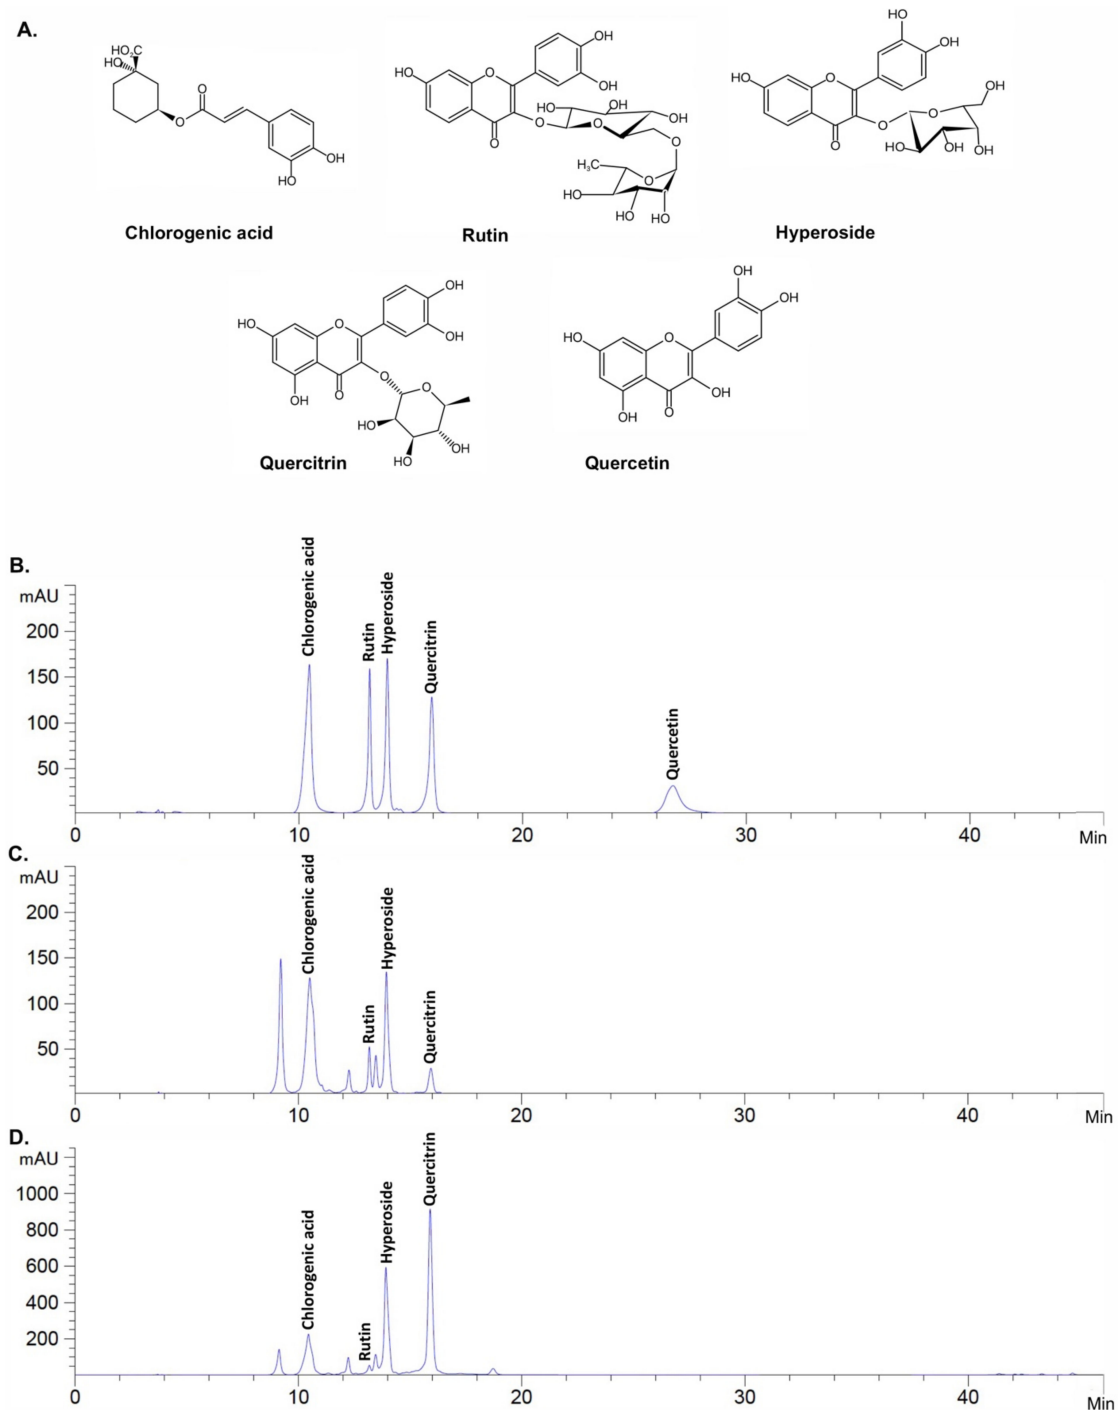 A.
HO₂C
HO
O
O
OH
HO
Chlorogenic acid
HO
O
OH
OH
O
O
HO
OH
OH
O
O
H₃C
O
HO
HO
HO
Rutin
HO
OH
HO
O
O
O
O
OH
HO
OH
OH
Hyperoside
HO
O
OH
OH
OH
O
O
O
HO
HO
OH
Quercitrin
OH
OH
HO
O
OH
OH
O
Quercetin
B.
mAU
200
150
100
50
Chlorogenic acid
Rutin
Hyperoside
Quercitrin
Quercetin
0 10 20 30 40 Min
C.
mAU
200
150
100
50
Chlorogenic acid
Rutin
Hyperoside
Quercitrin
0 10 20 30 40 Min
D.
mAU
1000
800
600
400
200
Chlorogenic acid
Rutin
Hyperoside
Quercitrin
0 10 20 30 40 Min